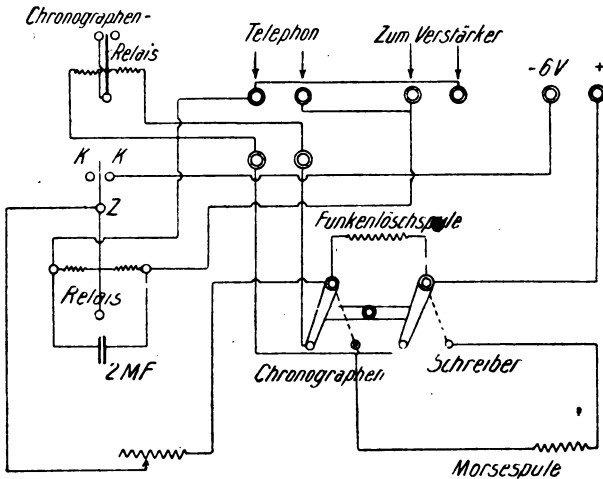 Chronographen-
Relais
Telephon
Zum Verstärker
-6V
+
K K
Z
Funkenlöschspule
Relais
2MF
Chronographen
Schreiber
Morsespule